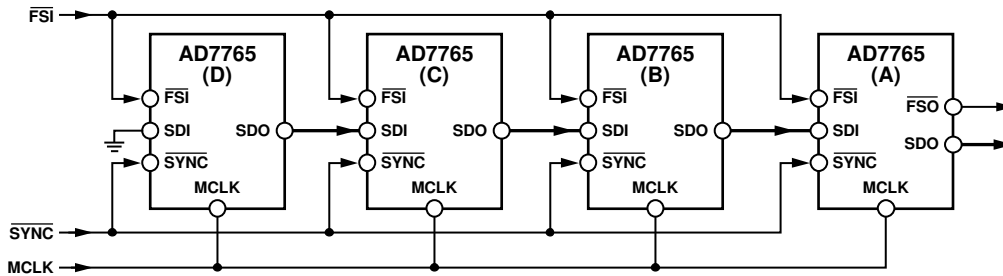 FSI
AD7765
(D)
FSI
SDI
SYNC
SDO
MCLK
AD7765
(C)
FSI
SDI
SYNC
SDO
MCLK
AD7765
(B)
FSI
SDI
SYNC
SDO
MCLK
AD7765
(A)
FSI
SDI
SYNC
FSO
SDO
MCLK
SYNC
MCLK